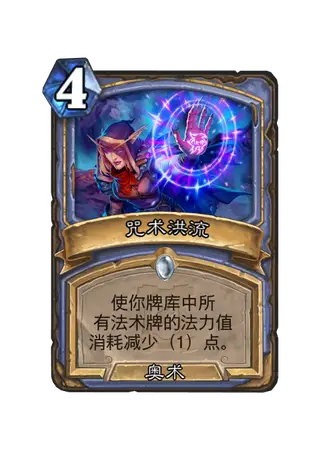 4
咒术洪流
使你牌库中所
有法术牌的法力值
消耗减少（1）点。
奥术